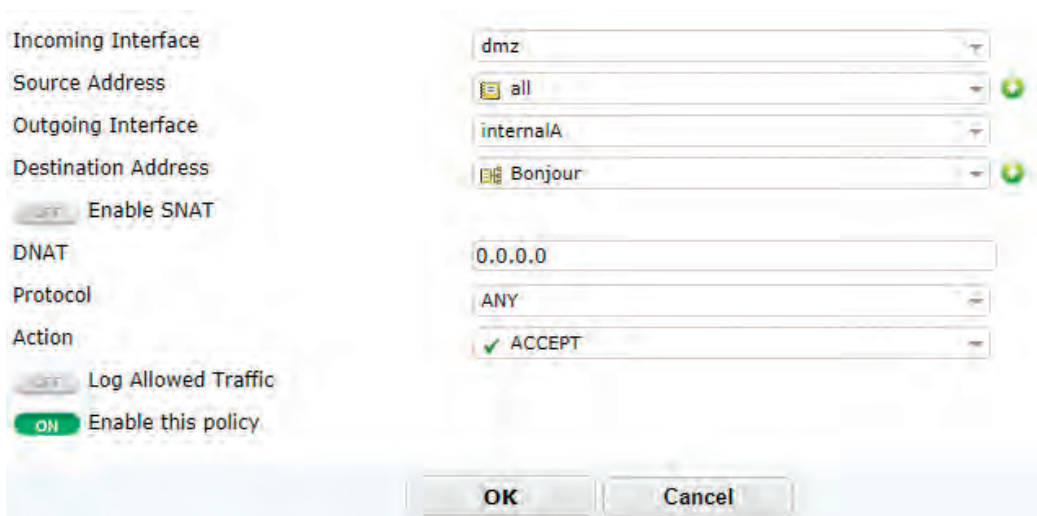 Incoming Interface
dmz
Source Address
all
Outgoing Interface
internalA
Destination Address
Bonjour
OFF Enable SNAT
DNAT
0.0.0.0
Protocol
ANY
Action
ACCEPT
OFF Log Allowed Traffic
ON Enable this policy
OK Cancel